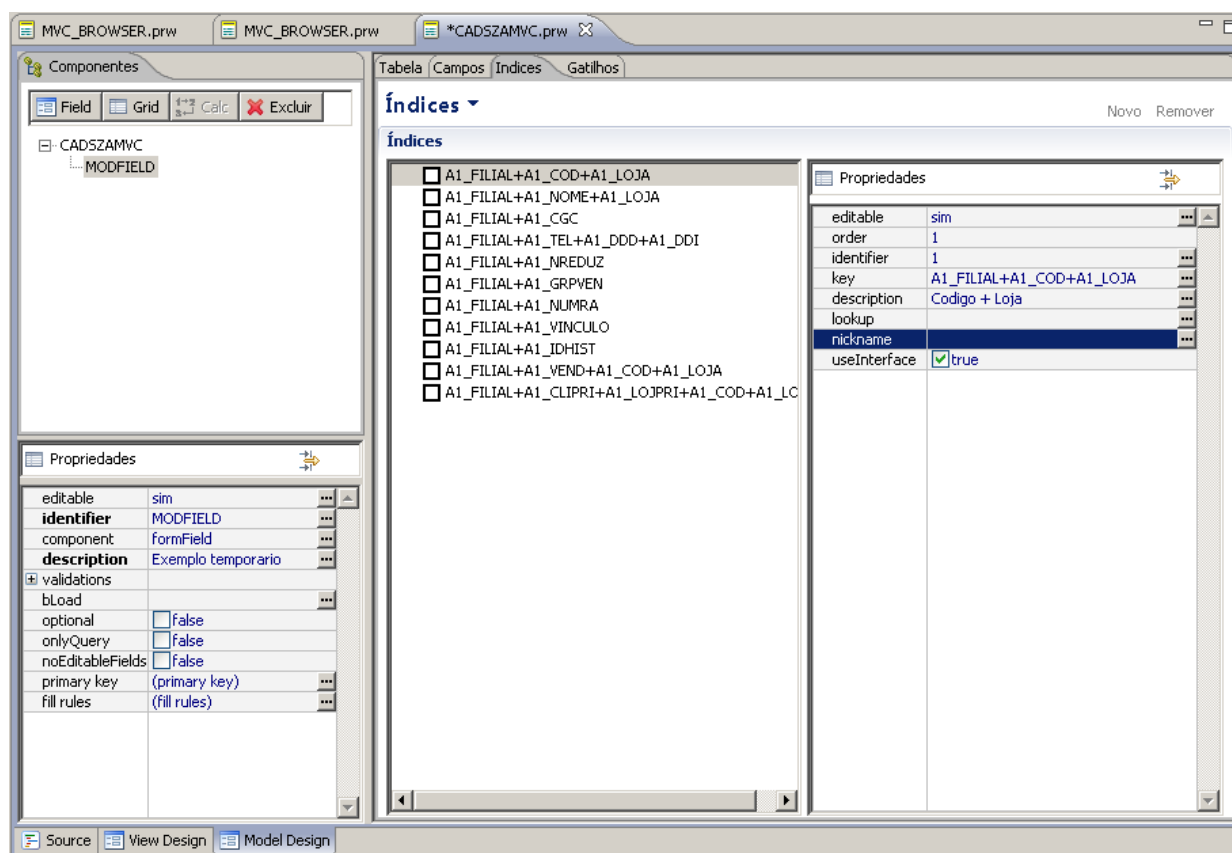 MVC_BROWSER.prw MVC_BROWSER.prw *CADSZAMVC.prw
Componentes
Field Grid Calc Excluir
CADSZAMVC
MODFIELD
Propriedades
editable sim
identifier MODFIELD
component formField
description Exemplo temporario
validations
bLoad
optional false
onlyQuery false
noEditableFields false
primary key (primary key)
fill rules (fill rules)
Tabela Campos Indices Gatilhos
Índices
Novo Remover
Índices
A1_FILIAL+A1_COD+A1_LOJA
A1_FILIAL+A1_NOME+A1_LOJA
A1_FILIAL+A1_CGC
A1_FILIAL+A1_TEL+A1_DDD+A1_DDI
A1_FILIAL+A1_NREDUZ
A1_FILIAL+A1_GRPVEN
A1_FILIAL+A1_NUMRA
A1_FILIAL+A1_VINCULO
A1_FILIAL+A1_IDHIST
A1_FILIAL+A1_VEND+A1_COD+A1_LOJA
A1_FILIAL+A1_CLIPRI+A1_LOJPRI+A1_COD+A1_LO
Propriedades
editable sim
order 1
identifier 1
key A1_FILIAL+A1_COD+A1_LOJA
description Codigo + Loja
lookup
nickname
useInterface true
Source View Design Model Design